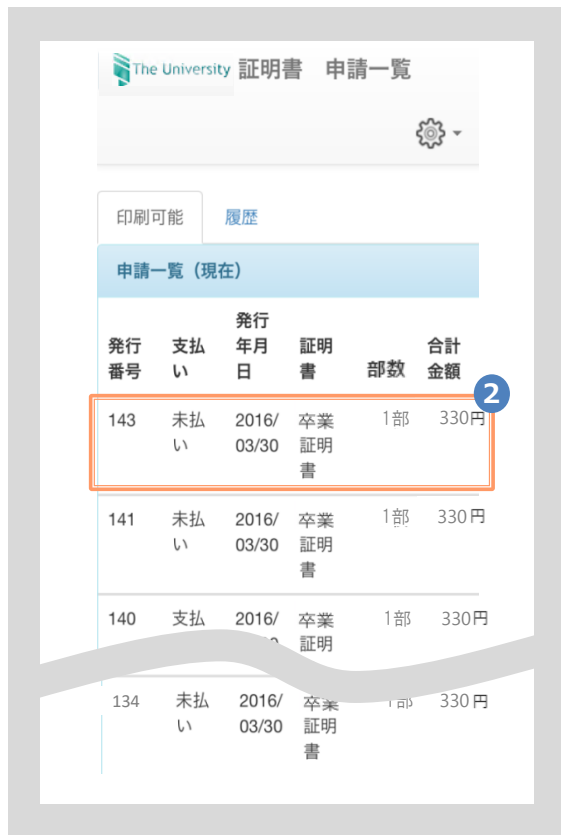 The University 証明書 申請一覧
印刷可能 履歴
申請一覧（現在）
発行
発行 支払 年月 証明 合計
番号 い 日 書 部数 金額
2
143 未払 2016/ 卒業 1部 330円
い 03/30 証明
書
141 未払 2016/ 卒業 1部 330円
い 03/30 証明
書
140 支払 2016/ 卒業 1部 330円
証明
134 未払 2016/ 卒業 1部 330円
い 03/30 証明
書